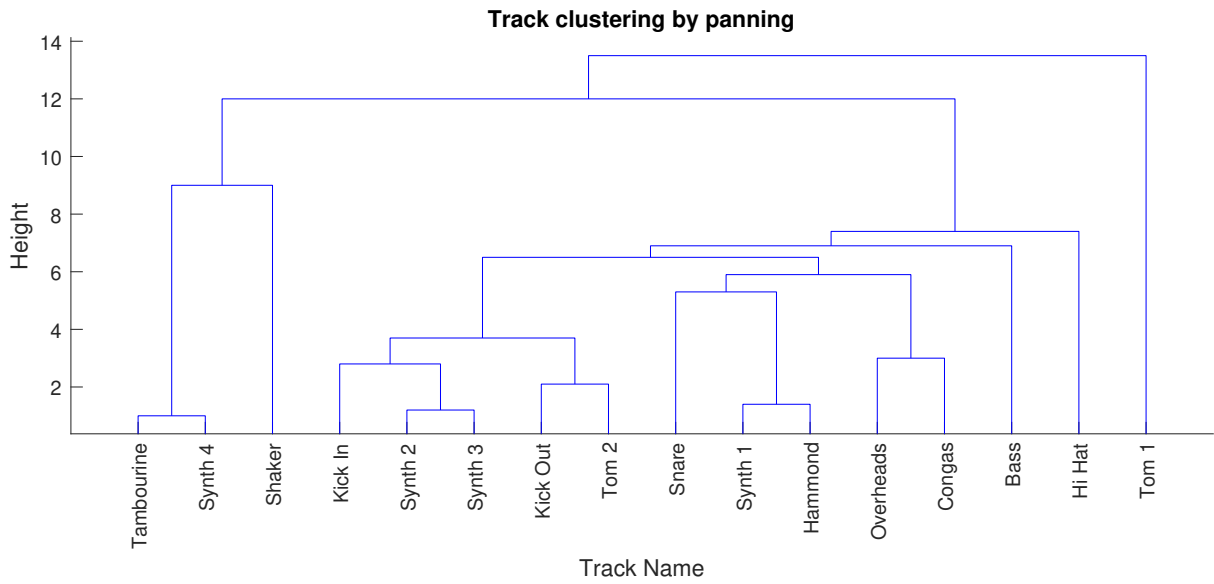 Track clustering by panning
14
12
10
8
6
4
2
Height
Tambourine
Synth 4
Shaker
Kick In
Synth 2
Synth 3
Kick Out
Tom 2
Snare
Synth 1
Hammond
Overheads
Congas
Bass
Hi Hat
Tom 1
Track Name